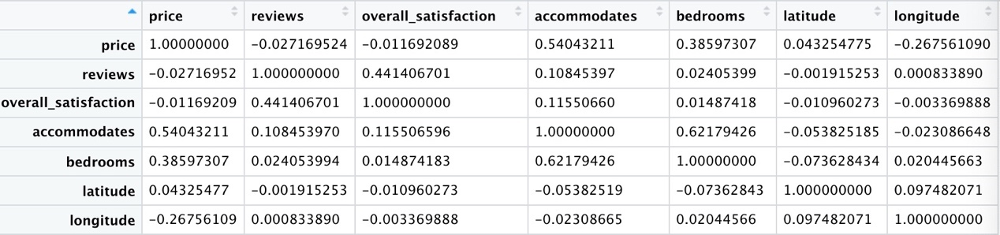 price reviews overall_satisfaction accommodates bedrooms latitude longitude
price 1.00000000 −0.027169524 −0.011692089 0.54043211 0.38597307 0.043254775 −0.267561090
reviews −0.02716952 1.000000000 0.441406701 0.10845397 0.02405399 −0.001915253 0.000833890
overall_satisfaction −0.01169209 0.441406701 1.000000000 0.11550660 0.01487418 −0.010960273 −0.003369888
accommodates 0.54043211 0.108453970 0.115506596 1.00000000 0.62179426 −0.053825185 −0.023086648
bedrooms 0.38597307 0.024053994 0.014874183 0.62179426 1.00000000 −0.073628434 0.020445663
latitude 0.04325477 −0.001915253 −0.010960273 −0.05382519 −0.07362843 1.000000000 0.097482071
longitude −0.26756109 0.000833890 −0.003369888 −0.02308665 0.02044566 0.097482071 1.000000000